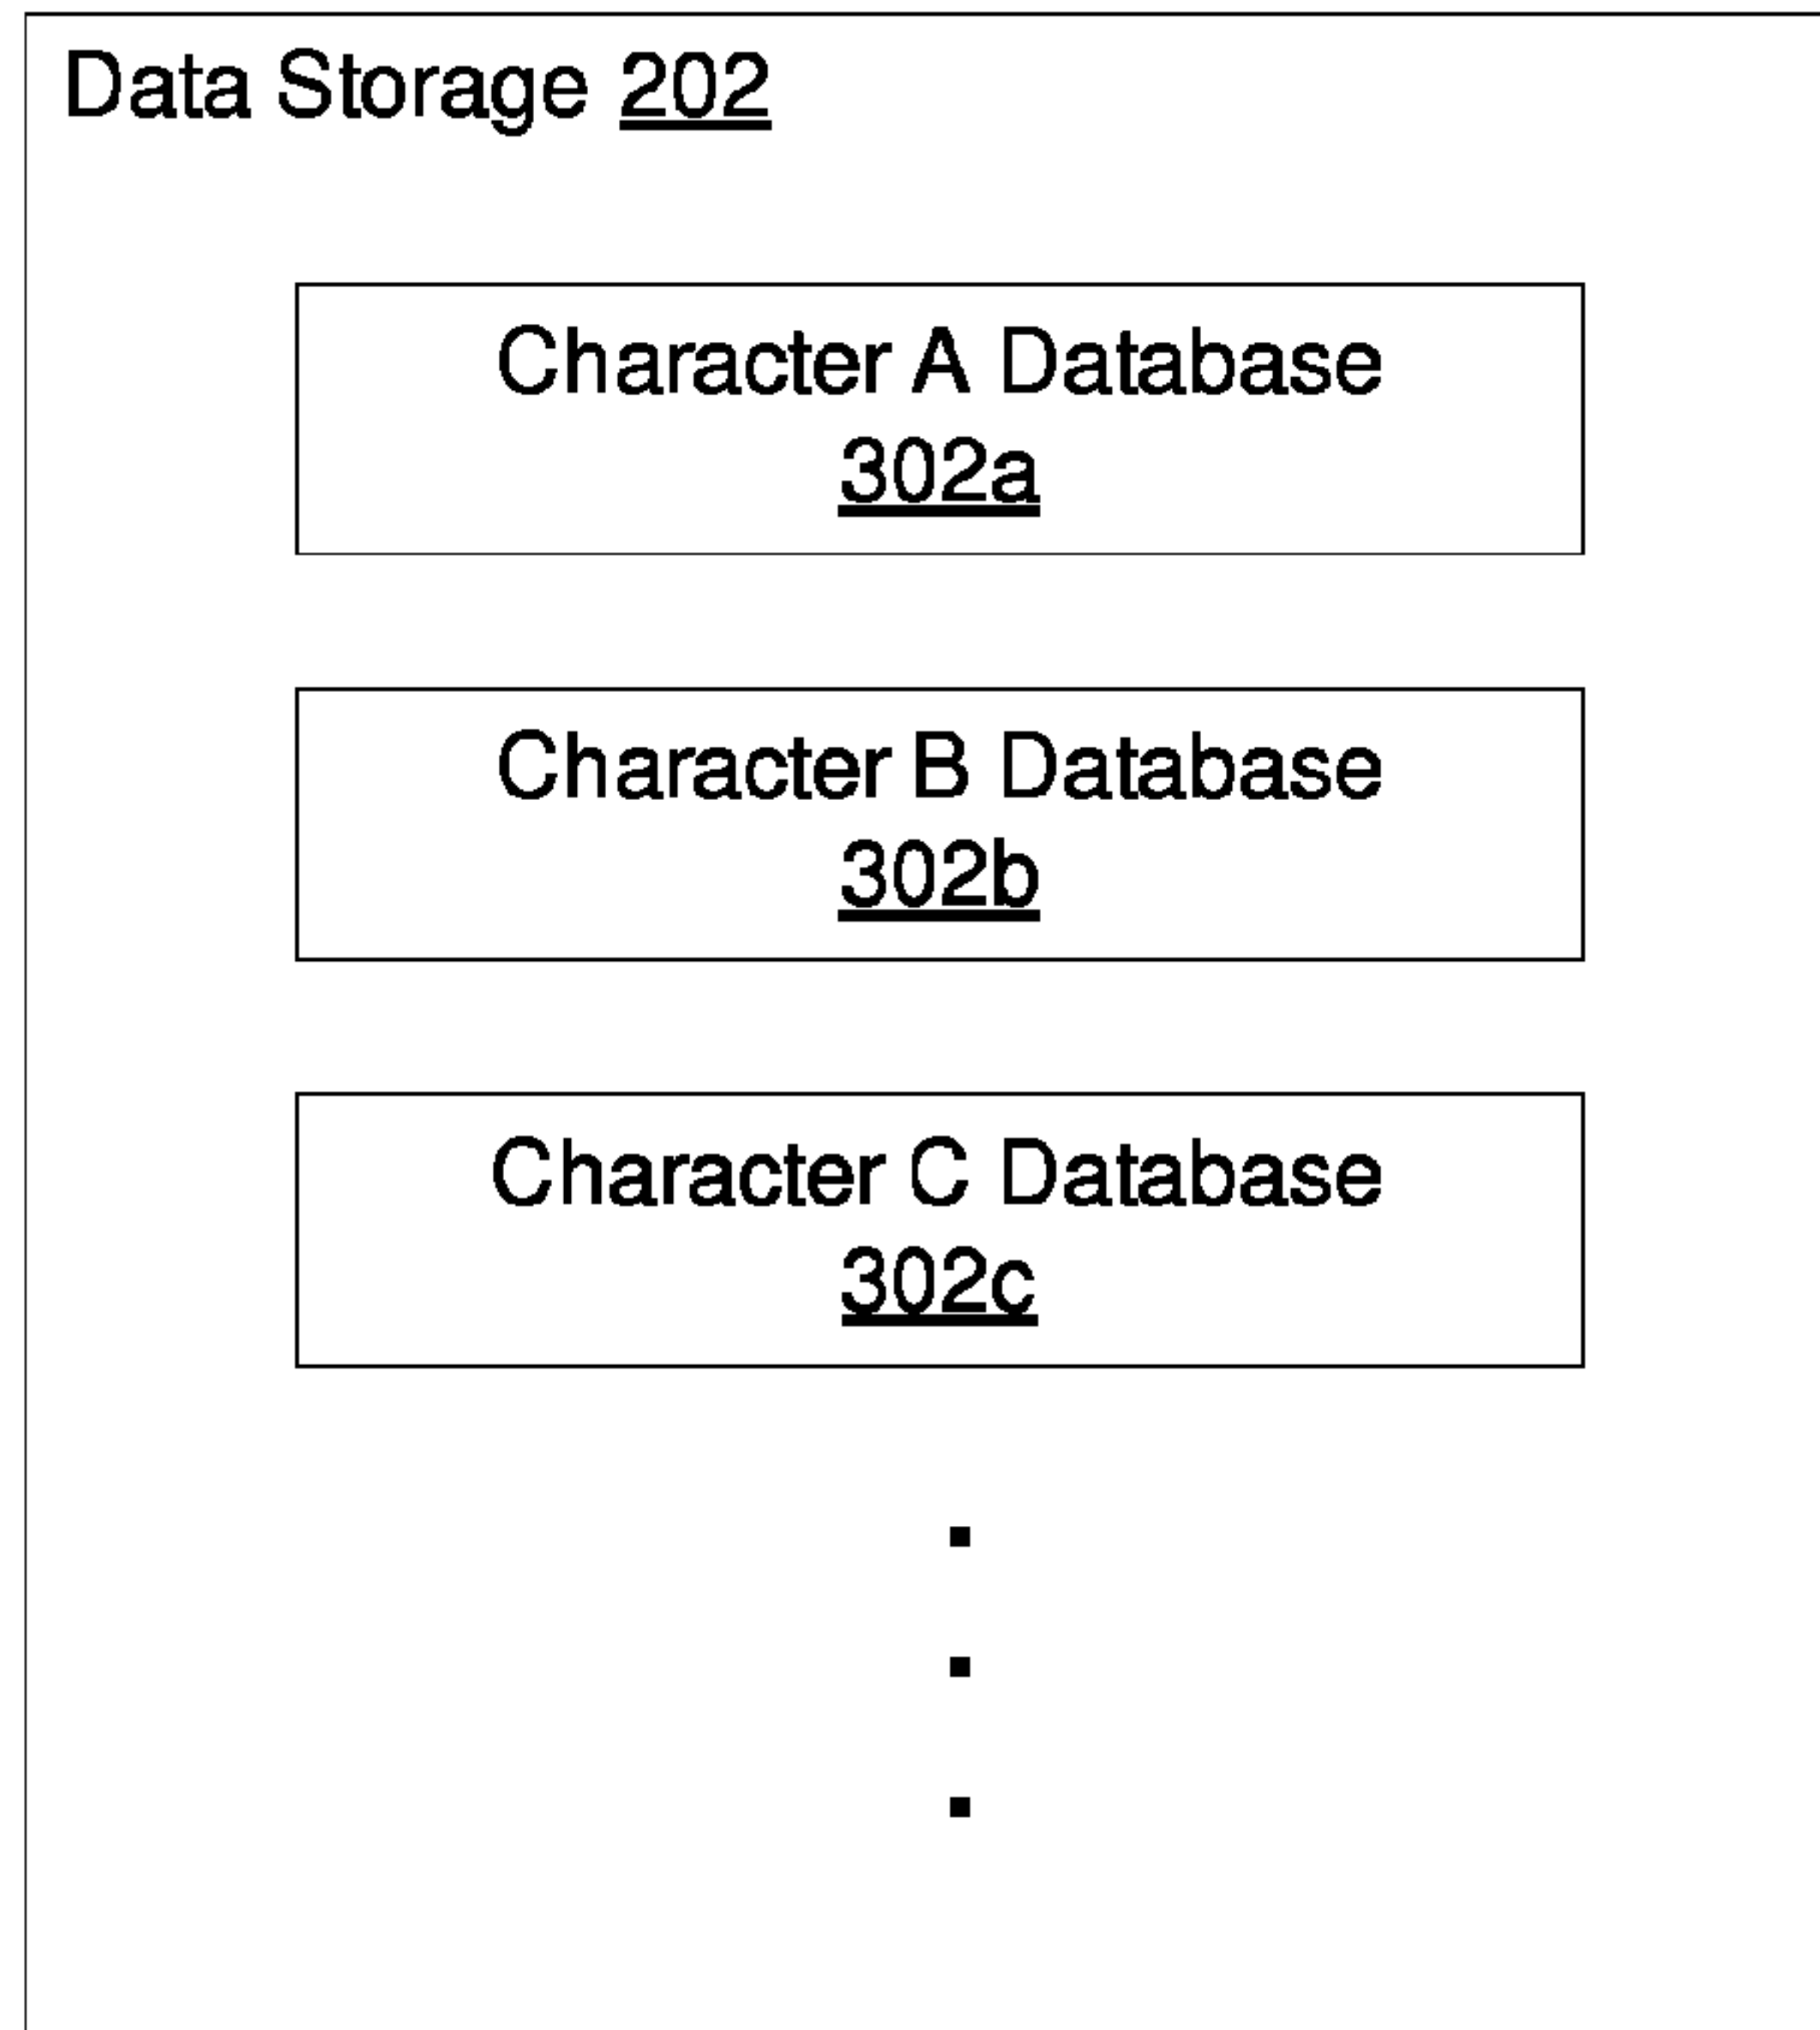 Data Storage 202
Character A Database
302a
Character B Database
302b
Character C Database
302c